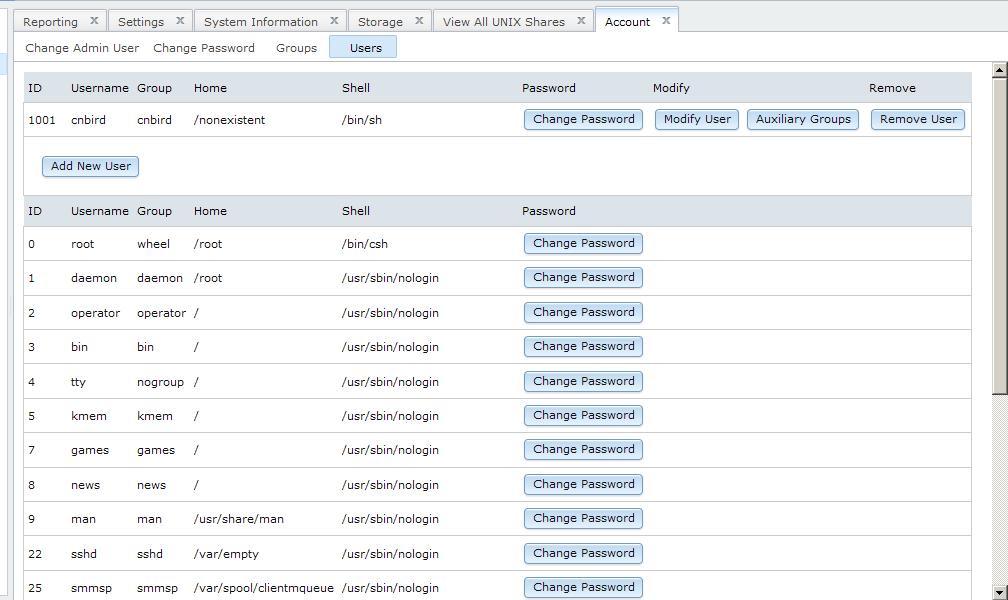 Reporting Settings System Information Storage View All UNIX Shares Account
Change Admin User Change Password Groups Users
ID Username Group Home Shell Password Modify Remove
1001 cnbird cnbird /nonexistent /bin/sh Change Password Modify User Auxiliary Groups Remove User
Add New User
ID Username Group Home Shell Password
0 root wheel /root /bin/csh Change Password
1 daemon daemon /root /usr/sbin/nologin Change Password
2 operator operator / /usr/sbin/nologin Change Password
3 bin bin / /usr/sbin/nologin Change Password
4 tty nogroup / /usr/sbin/nologin Change Password
5 kmem kmem / /usr/sbin/nologin Change Password
7 games games / /usr/sbin/nologin Change Password
8 news news / /usr/sbin/nologin Change Password
9 man man /usr/share/man /usr/sbin/nologin Change Password
22 sshd sshd /var/empty /usr/sbin/nologin Change Password
25 smmsp smmsp /var/spool/clientmqueue /usr/sbin/nologin Change Password